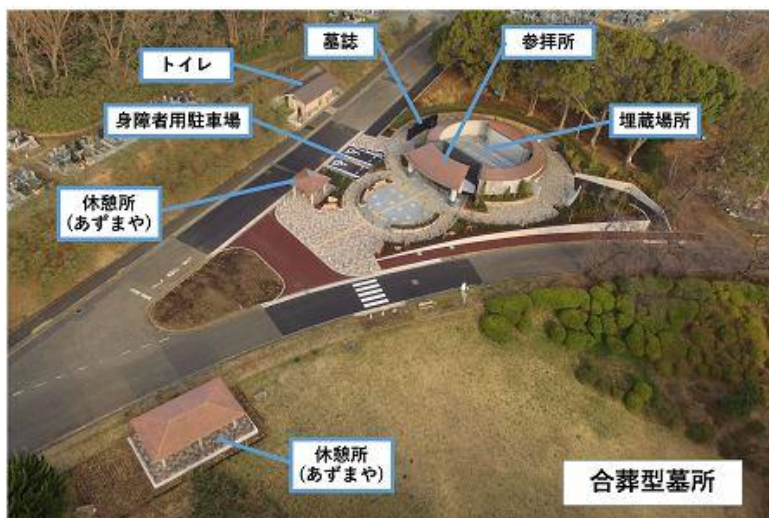 墓誌
参拝所
トイレ
身障者用駐車場
埋蔵場所
休憩所
(あずまや)
休憩所
(あずまや)
合葬型墓所